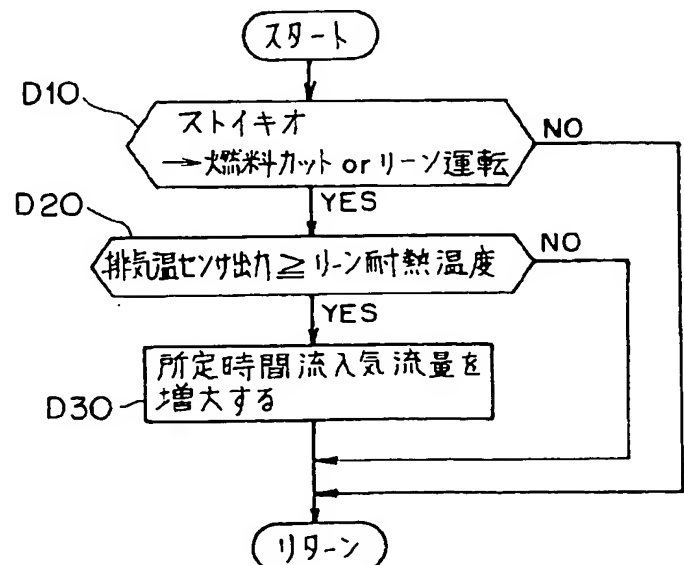 スタート
D10
ストイキオ
NO
→燃料カット or リーン運転
YES
D20
NO
排気温センサ出力≧リーン耐熱温度
YES
所定時間流入気流量を
増大する
D30
リターン